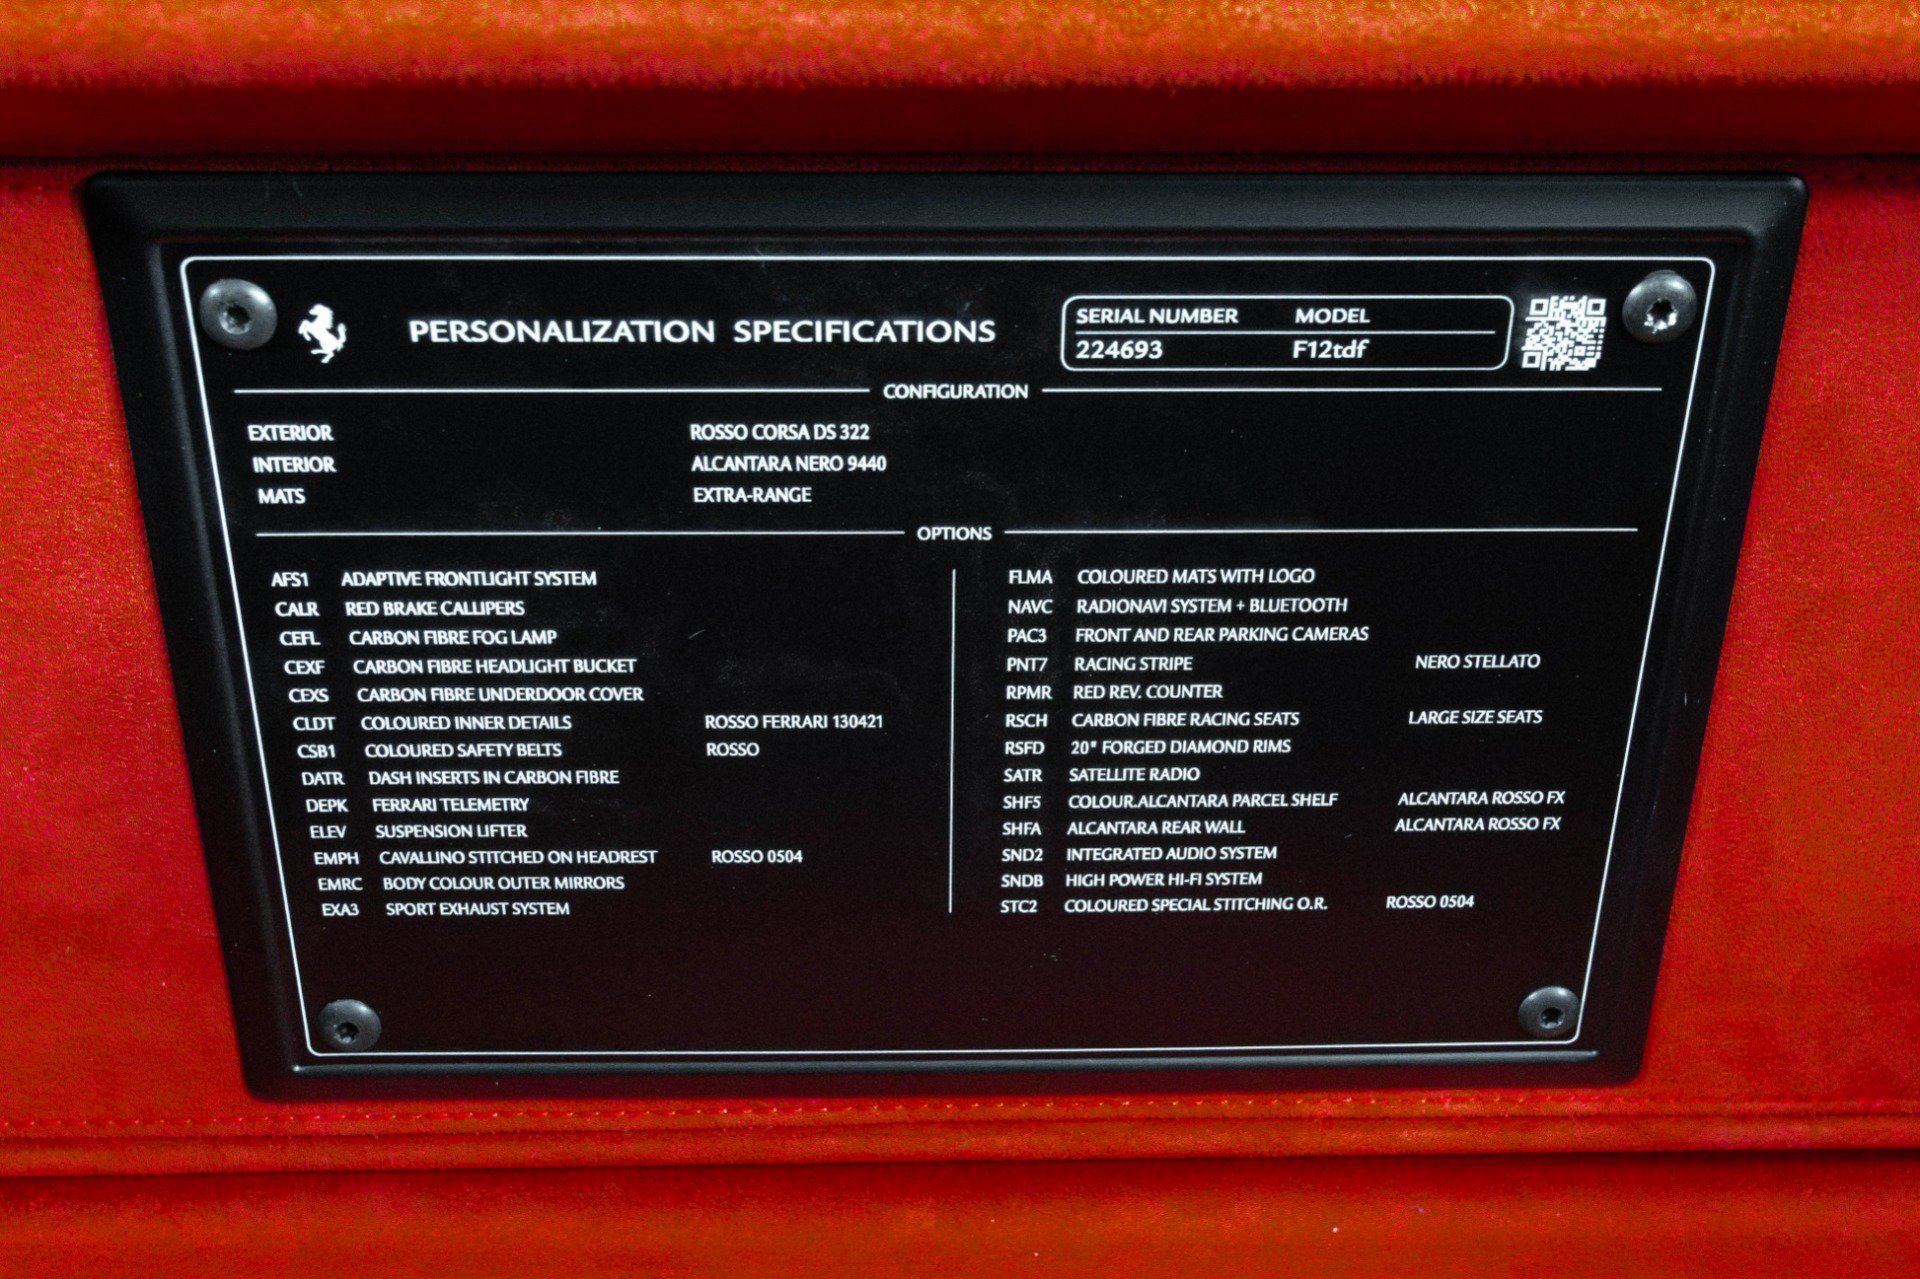 PERSONALIZATION SPECIFICATIONS
SERIAL NUMBER MODEL
224693 F12tdf
CONFIGURATION
EXTERIOR ROSSO CORSA DS 322
INTERIOR ALCANTARA NERO 9440
MATS EXTRA-RANGE
OPTIONS
AFS1 ADAPTIVE FRONTLIGHT SYSTEM
CALR RED BRAKE CALLIPERS
CEFL CARBON FIBRE FOG LAMP
CEXF CARBON FIBRE HEADLIGHT BUCKET
CEXS CARBON FIBRE UNDERDOOR COVER
CLDT COLOURED INNER DETAILS ROSSO FERRARI 130421
CSB1 COLOURED SAFETY BELTS ROSSO
DATR DASH INSERTS IN CARBON FIBRE
DEPK FERRARI TELEMETRY
ELEV SUSPENSION LIFTER
EMPH CAVALLINO STITCHED ON HEADREST ROSSO 0504
EMRC BODY COLOUR OUTER MIRRORS
EXA3 SPORT EXHAUST SYSTEM
FLMA COLOURED MATS WITH LOGO
NAVC RADIONAVI SYSTEM + BLUETOOTH
PAC3 FRONT AND REAR PARKING CAMERAS
PNT7 RACING STRIPE NERO STELLATO
RPMR RED REV. COUNTER
RSCH CARBON FIBRE RACING SEATS LARGE SIZE SEATS
RSFD 20" FORGED DIAMOND RIMS
SATR SATELLITE RADIO
SHF5 COLOUR.ALCANTARA PARCEL SHELF ALCANTARA ROSSO FX
SHFA ALCANTARA REAR WALL ALCANTARA ROSSO FX
SND2 INTEGRATED AUDIO SYSTEM
SNDB HIGH POWER HI-FI SYSTEM
STC2 COLOURED SPECIAL STITCHING O.R. ROSSO 0504